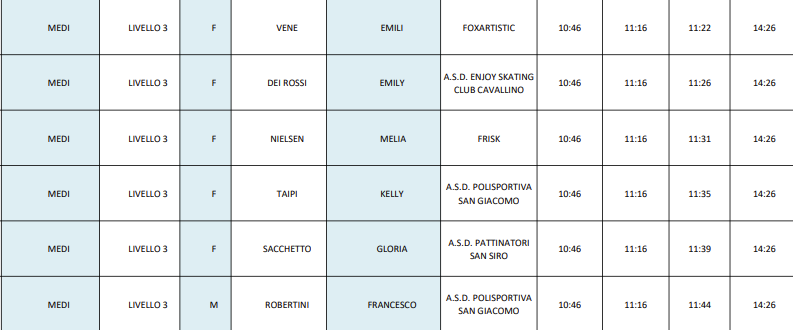 MEDI LIVELLO 3 F VENE EMILI FOXARTISTIC 10:46 11:16 11:22 14:26
MEDI LIVELLO 3 F DEI ROSSI EMILY A.S.D. ENJOY SKATING CLUB CAVALLINO 10:46 11:16 11:26 14:26
MEDI LIVELLO 3 F NIELSEN MELIA FRISK 10:46 11:16 11:31 14:26
MEDI LIVELLO 3 F TAIPI KELLY A.S.D. POLISPORTIVA SAN GIACOMO 10:46 11:16 11:35 14:26
MEDI LIVELLO 3 F SACCHETTO GLORIA A.S.D. PATTINATORI SAN SIRO 10:46 11:16 11:39 14:26
MEDI LIVELLO 3 M ROBERTINI FRANCESCO A.S.D. POLISPORTIVA SAN GIACOMO 10:46 11:16 11:44 14:26